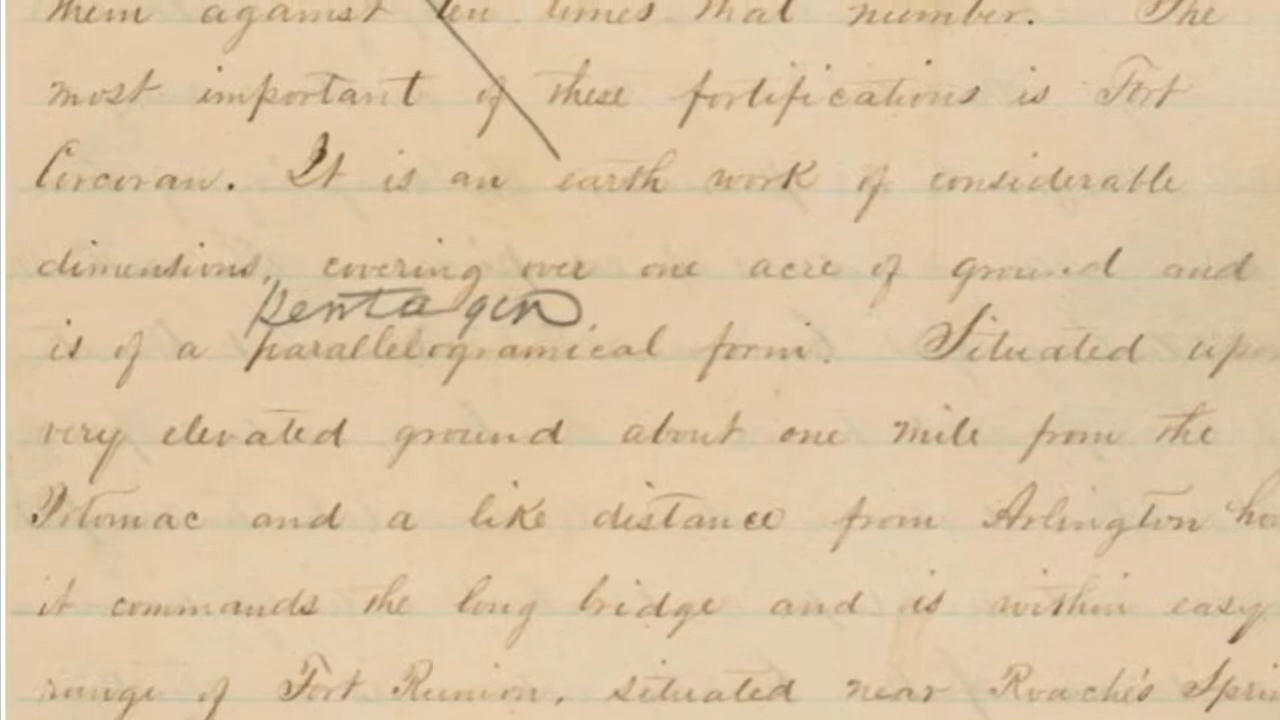 them against ten times that number. The
most important of these fortifications is Fort
Corcoran. It is an earth work of considerable
dimensions, covering over one acre of ground and
pentagon
is of a parallelogramical form. Situated upon
very elevated ground about one mile from the
Potomac and a like distance from Arlington
it commands the long bridge and is within easy
range of Fort Runion, situated near Roache's